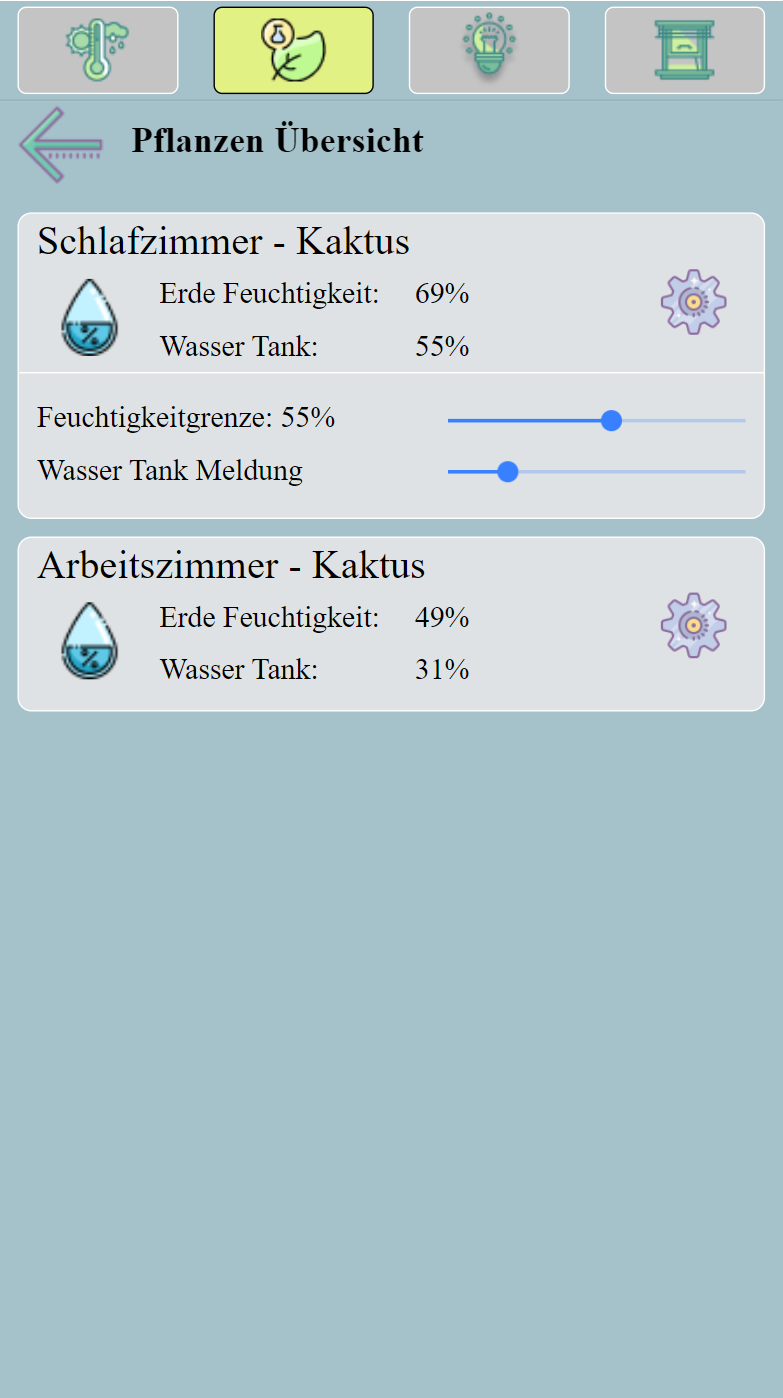 Pflanzen Übersicht
Schlafzimmer - Kaktus
Erde Feuchtigkeit: 69%
Wasser Tank: 55%
Feuchtigkeitgrenze: 55%
Wasser Tank Meldung
Arbeitszimmer - Kaktus
Erde Feuchtigkeit: 49%
Wasser Tank: 31%